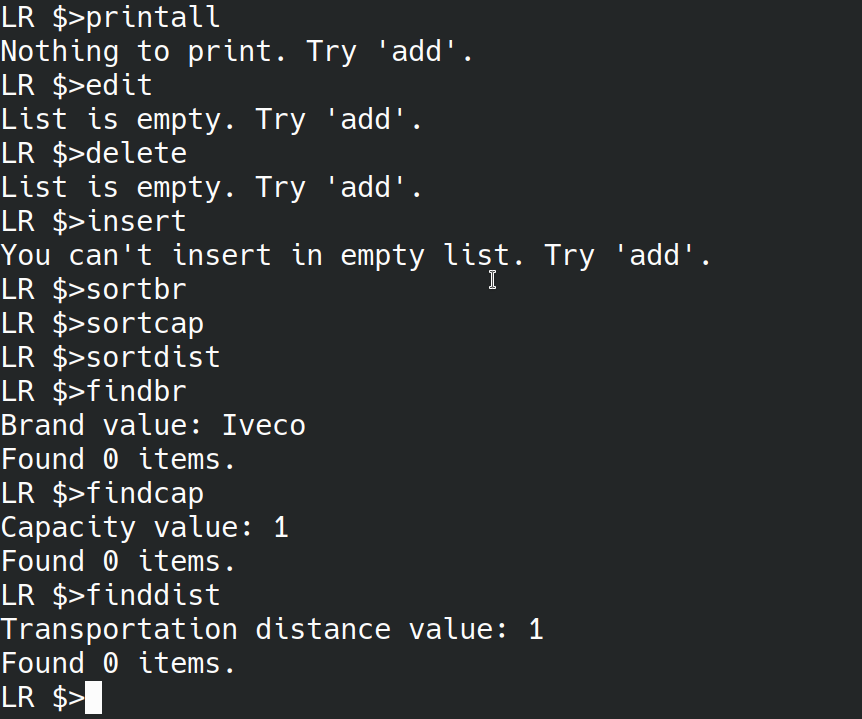 LR $>printall
Nothing to print. Try 'add'.
LR $>edit
List is empty. Try 'add'.
LR $>delete
List is empty. Try 'add'.
LR $>insert
You can't insert in empty list. Try 'add'.
LR $>sortbr
LR $>sortcap
LR $>sortdist
LR $>findbr
Brand value: Iveco
Found 0 items.
LR $>findcap
Capacity value: 1
Found 0 items.
LR $>finddist
Transportation distance value: 1
Found 0 items.
LR $>